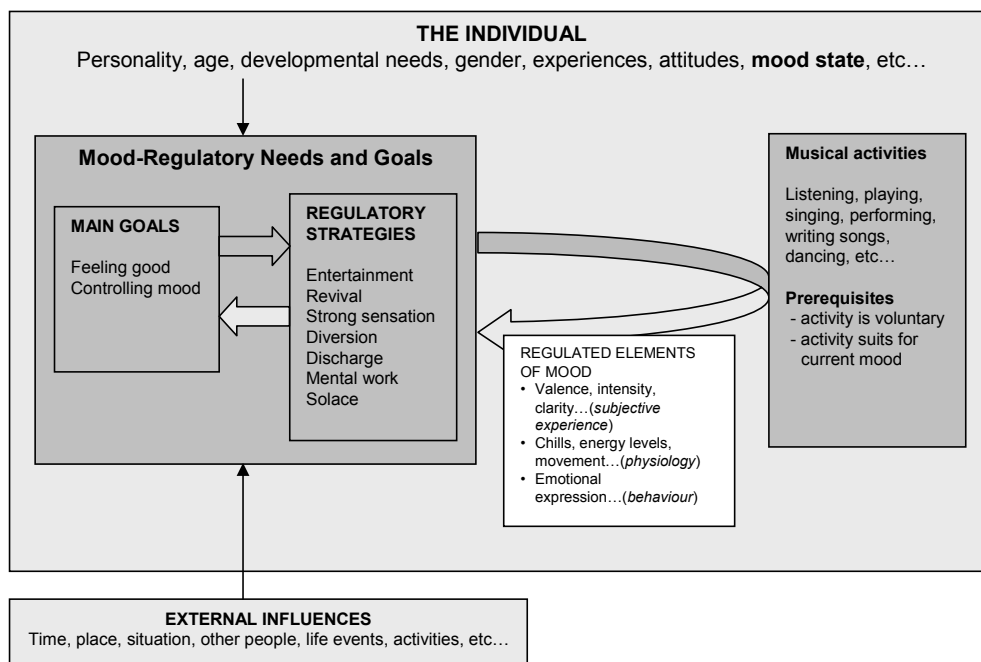 THE INDIVIDUAL
Personality, age, developmental needs, gender, experiences, attitudes, mood state, etc…
Mood-Regulatory Needs and Goals
MAIN GOALS
Feeling good
Controlling mood
REGULATORY
STRATEGIES
Entertainment
Revival
Strong sensation
Diversion
Discharge
Mental work
Solace
REGULATED ELEMENTS
OF MOOD
• Valence, intensity,
clarity…(subjective
experience)
• Chills, energy levels,
movement…(physiology)
• Emotional
expression…(behaviour)
Musical activities
Listening, playing,
singing, performing,
writing songs,
dancing, etc…
Prerequisites
- activity is voluntary
- activity suits for
current mood
EXTERNAL INFLUENCES
Time, place, situation, other people, life events, activities, etc…